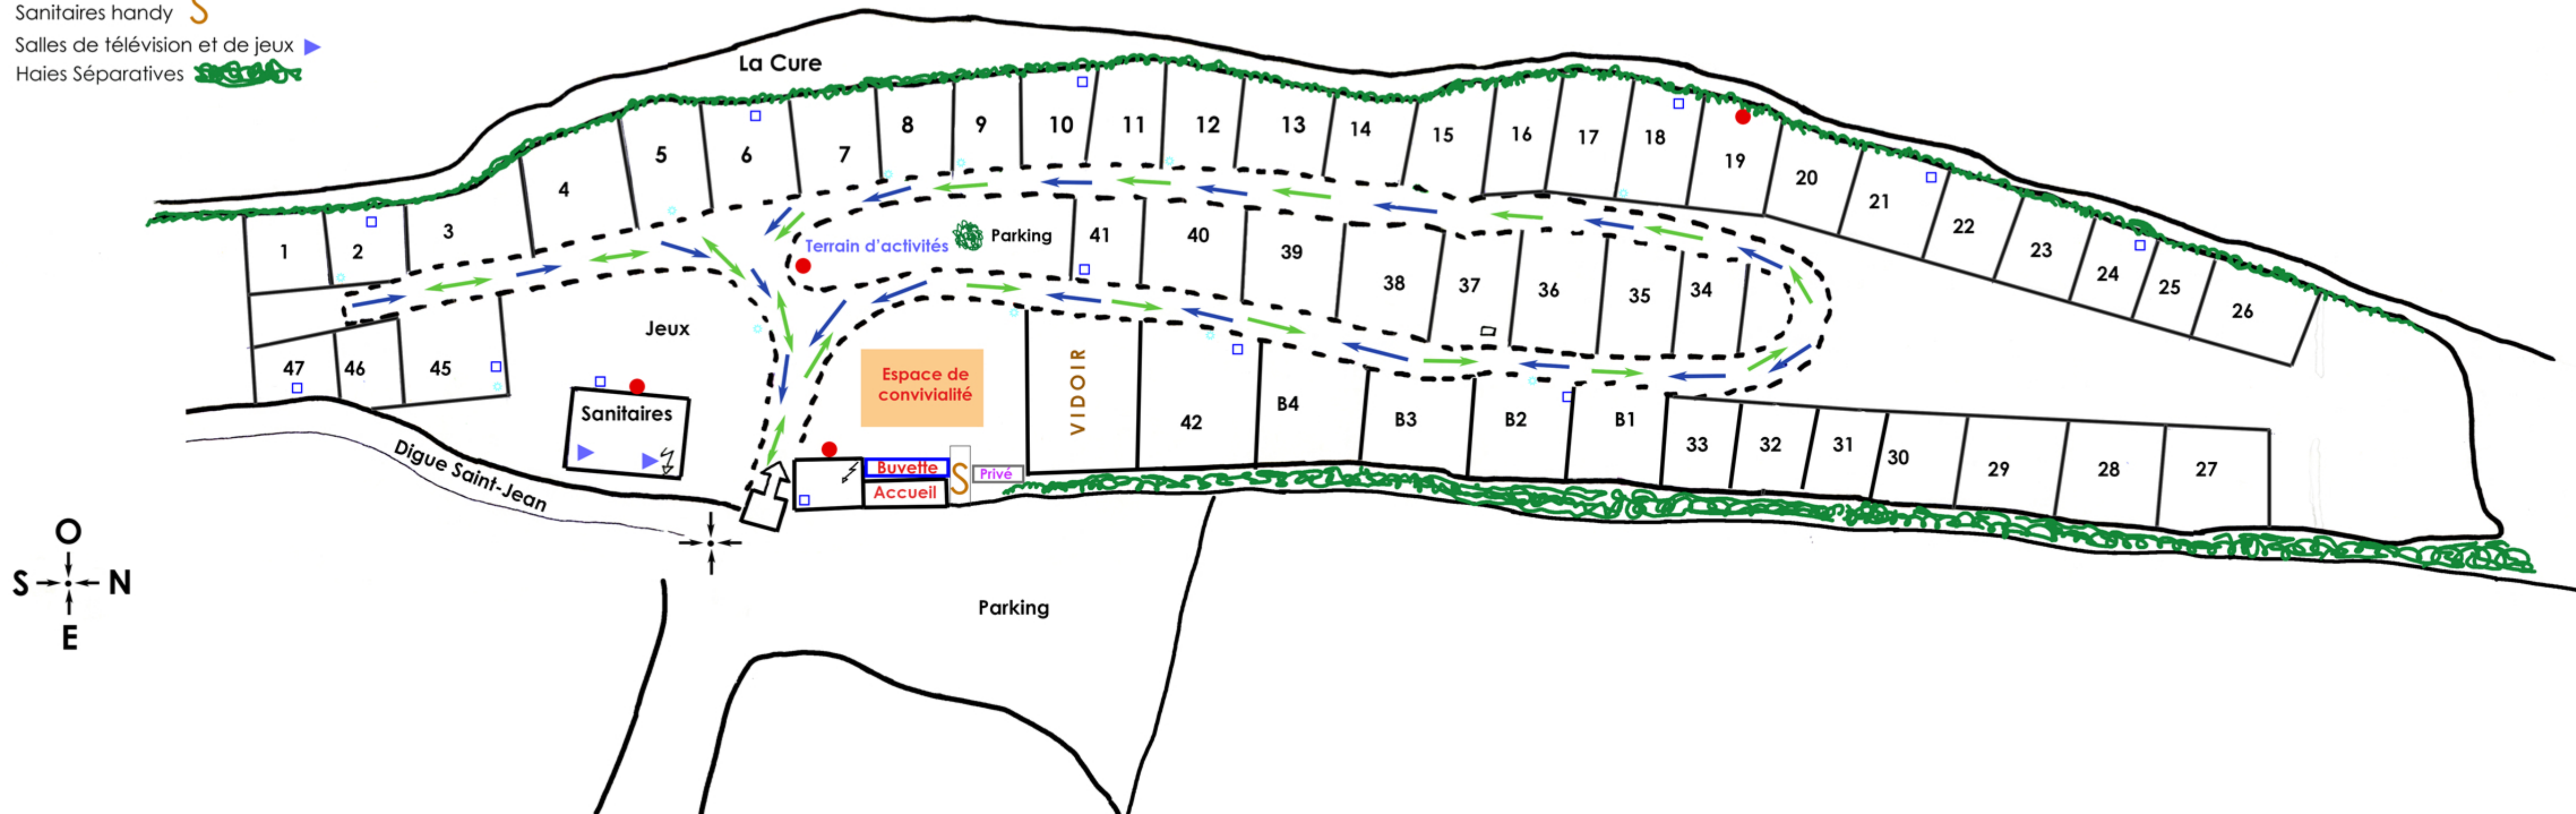 Sanitaires handy S
Salles de télévision et de jeux
Haies Séparatives
La Cure
1
2
3
4
5
6
7
8
9
10
11
12
13
14
15
16
17
18
19
20
21
22
23
24
25
26
Terrain d'activités
Parking
41
40
39
38
37
36
35
34
Jeux
47
46
45
Sanitaires
Espace de
convivialité
VIDOIR
42
B4
B3
B2
B1
33
32
31
30
29
28
27
Buvette
Accueil
S
Privé
Digue Saint-Jean
O
S
N
E
Parking